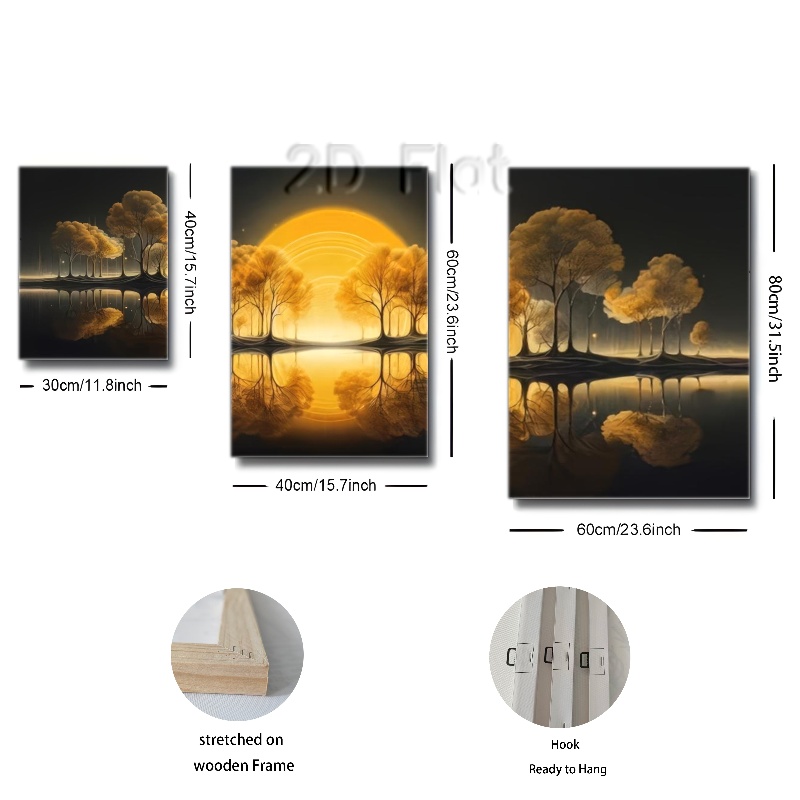 2D Flat
40cm/15.7inch
30cm/11.8inch
60cm/23.6inch
40cm/15.7inch
80cm/31.5inch
60cm/23.6inch
stretched on
wooden Frame
Hook
Ready to Hang